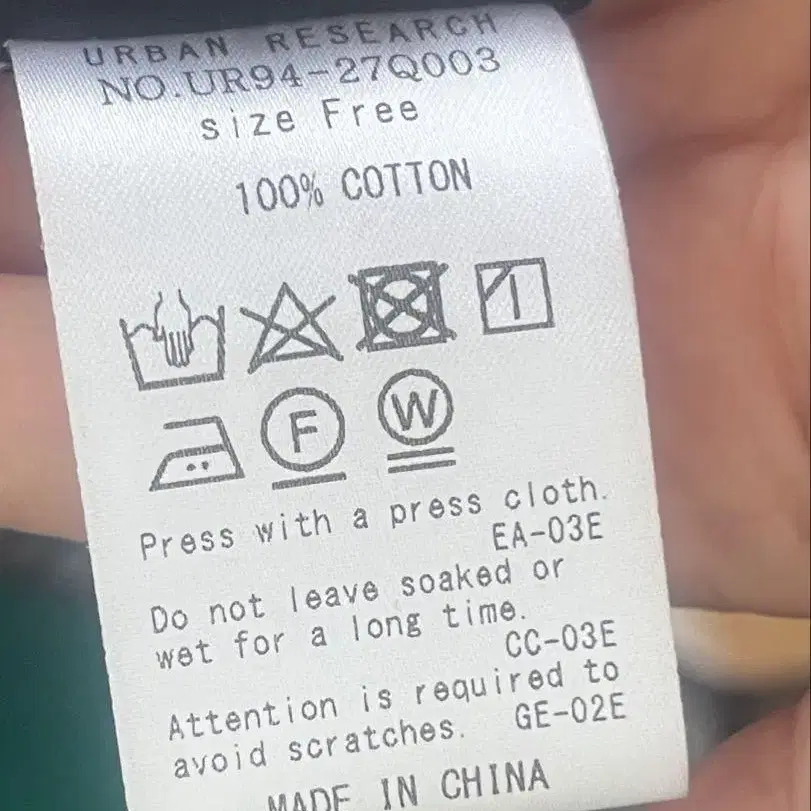 URBAN RESEARCH
NO.UR94-27Q003
size Free
100% COTTON
F W
Press with a press cloth.
EA-03E
Do not leave soaked or
wet for a long time.
CC-03E
Attention is required to
avoid scratches. GE-02E
MADE IN CHINA